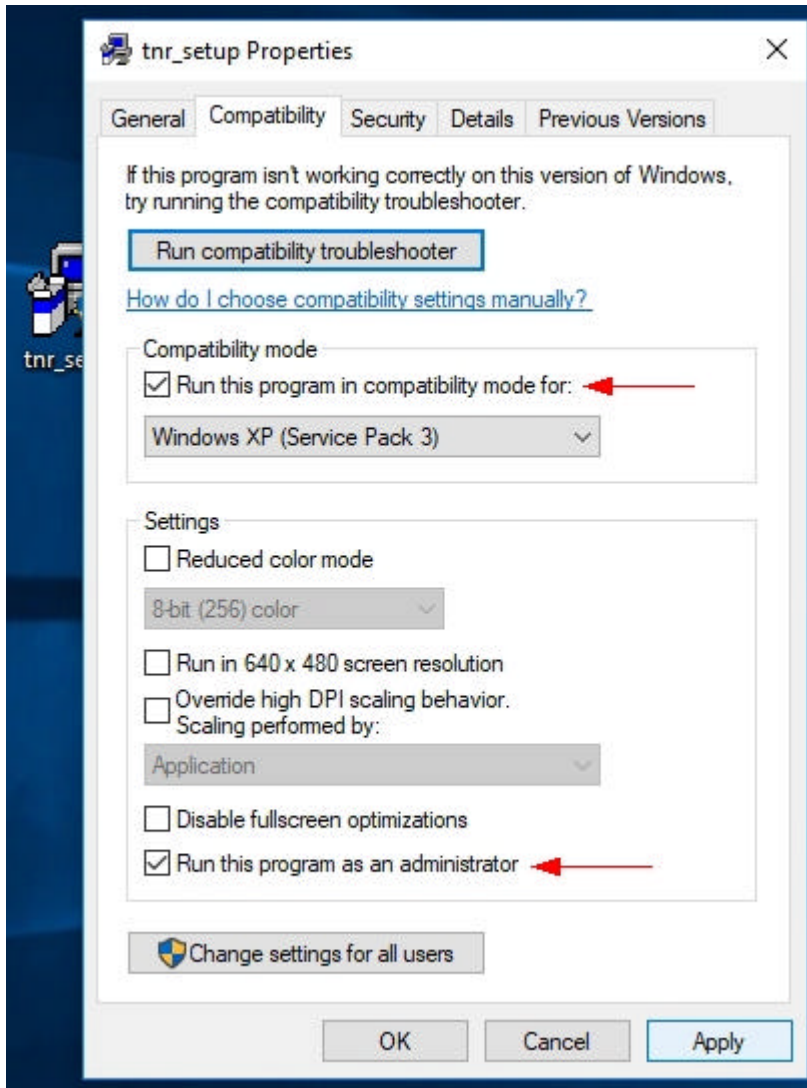 tnr_setup Properties
General Compatibility Security Details Previous Versions
If this program isn't working correctly on this version of Windows,
try running the compatibility troubleshooter.
Run compatibility troubleshooter
How do I choose compatibility settings manually?
tnr_se
Compatibility mode
Run this program in compatibility mode for:
Windows XP (Service Pack 3)
Settings
Reduced color mode
8-bit (256) color
Run in 640 x 480 screen resolution
Override high DPI scaling behavior.
Scaling performed by:
Application
Disable fullscreen optimizations
Run this program as an administrator
Change settings for all users
OK Cancel Apply